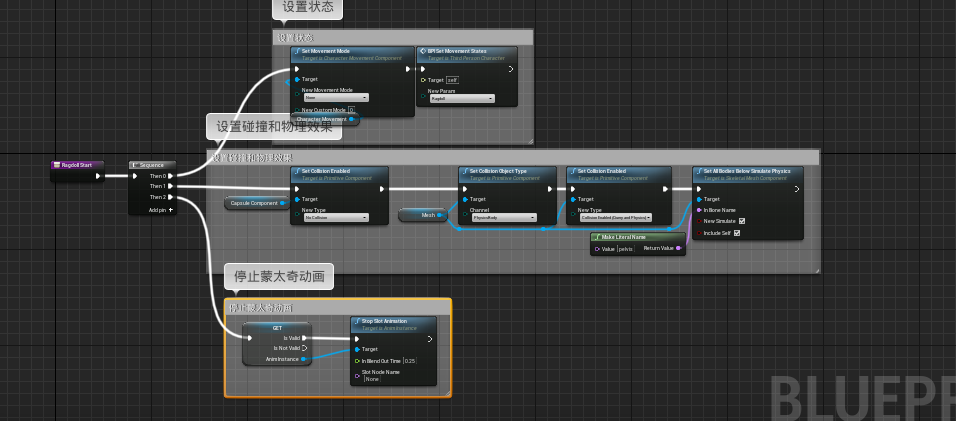 设置状态
设置状态
Set Movement Mode
Target is Character Movement Component
Target
New Movement Mode
None
New Custom Mode 0
Character Movement
BPI Set Movement States
Target is Third Person Character
Target self
New Param
Ragdoll
设置碰撞和物理效果
设置碰撞和物理效果
Ragdoll Start
Sequence
Then 0
Then 1
Then 2
Add pin
Capsule Component
Set Collision Enabled
Target is Primitive Component
Target
New Type
No Collision
Mesh
Set Collision Object Type
Target is Primitive Component
Target
Channel
PhysicsBody
Set Collision Enabled
Target is Primitive Component
Target
New Type
Collision Enabled (Query and Physics)
Make Literal Name
Value pelvis
Return Value
Set All Bodies Below Simulate Physics
Target is Skeletal Mesh Component
Target
In Bone Name
New Simulate
Include Self
停止蒙太奇动画
停止蒙太奇动画
GET
Is Valid
Is Not Valid
Anim Instance
Stop Slot Animation
Target is Anim Instance
Target
In Blend Out Time 0.25
Slot Node Name
None
BLUEPR